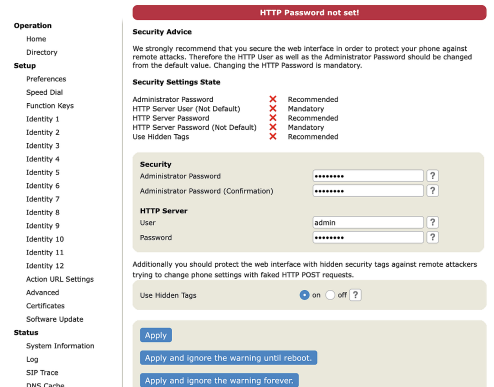 HTTP Password not set!
Operation
Home
Directory
Setup
Preferences
Speed Dial
Function Keys
Identity 1
Identity 2
Identity 3
Identity 4
Identity 5
Identity 6
Identity 7
Identity 8
Identity 9
Identity 10
Identity 11
Identity 12
Action URL Settings
Advanced
Certificates
Software Update
Status
System Information
Log
SIP Trace
DNS Cache
Security Advice
We strongly recommend that you secure the web interface in order to protect your phone against
remote attacks. Therefore the HTTP User as well as the Administrator Password should be changed
from the default value. Changing the HTTP Password is mandatory.
Security Settings State
Administrator Password ✕ Recommended
HTTP Server User (Not Default) ✕ Mandatory
HTTP Server Password ✕ Recommended
HTTP Server Password (Not Default) ✕ Mandatory
Use Hidden Tags ✕ Recommended
Security
Administrator Password •••••••• ?
Administrator Password (Confirmation) •••••••• ?
HTTP Server
User admin ?
Password •••••••• ?
Additionally you should protect the web interface with hidden security tags against remote attackers
trying to change phone settings with faked HTTP POST requests.
Use Hidden Tags on off ?
Apply
Apply and ignore the warning until reboot.
Apply and ignore the warning forever.